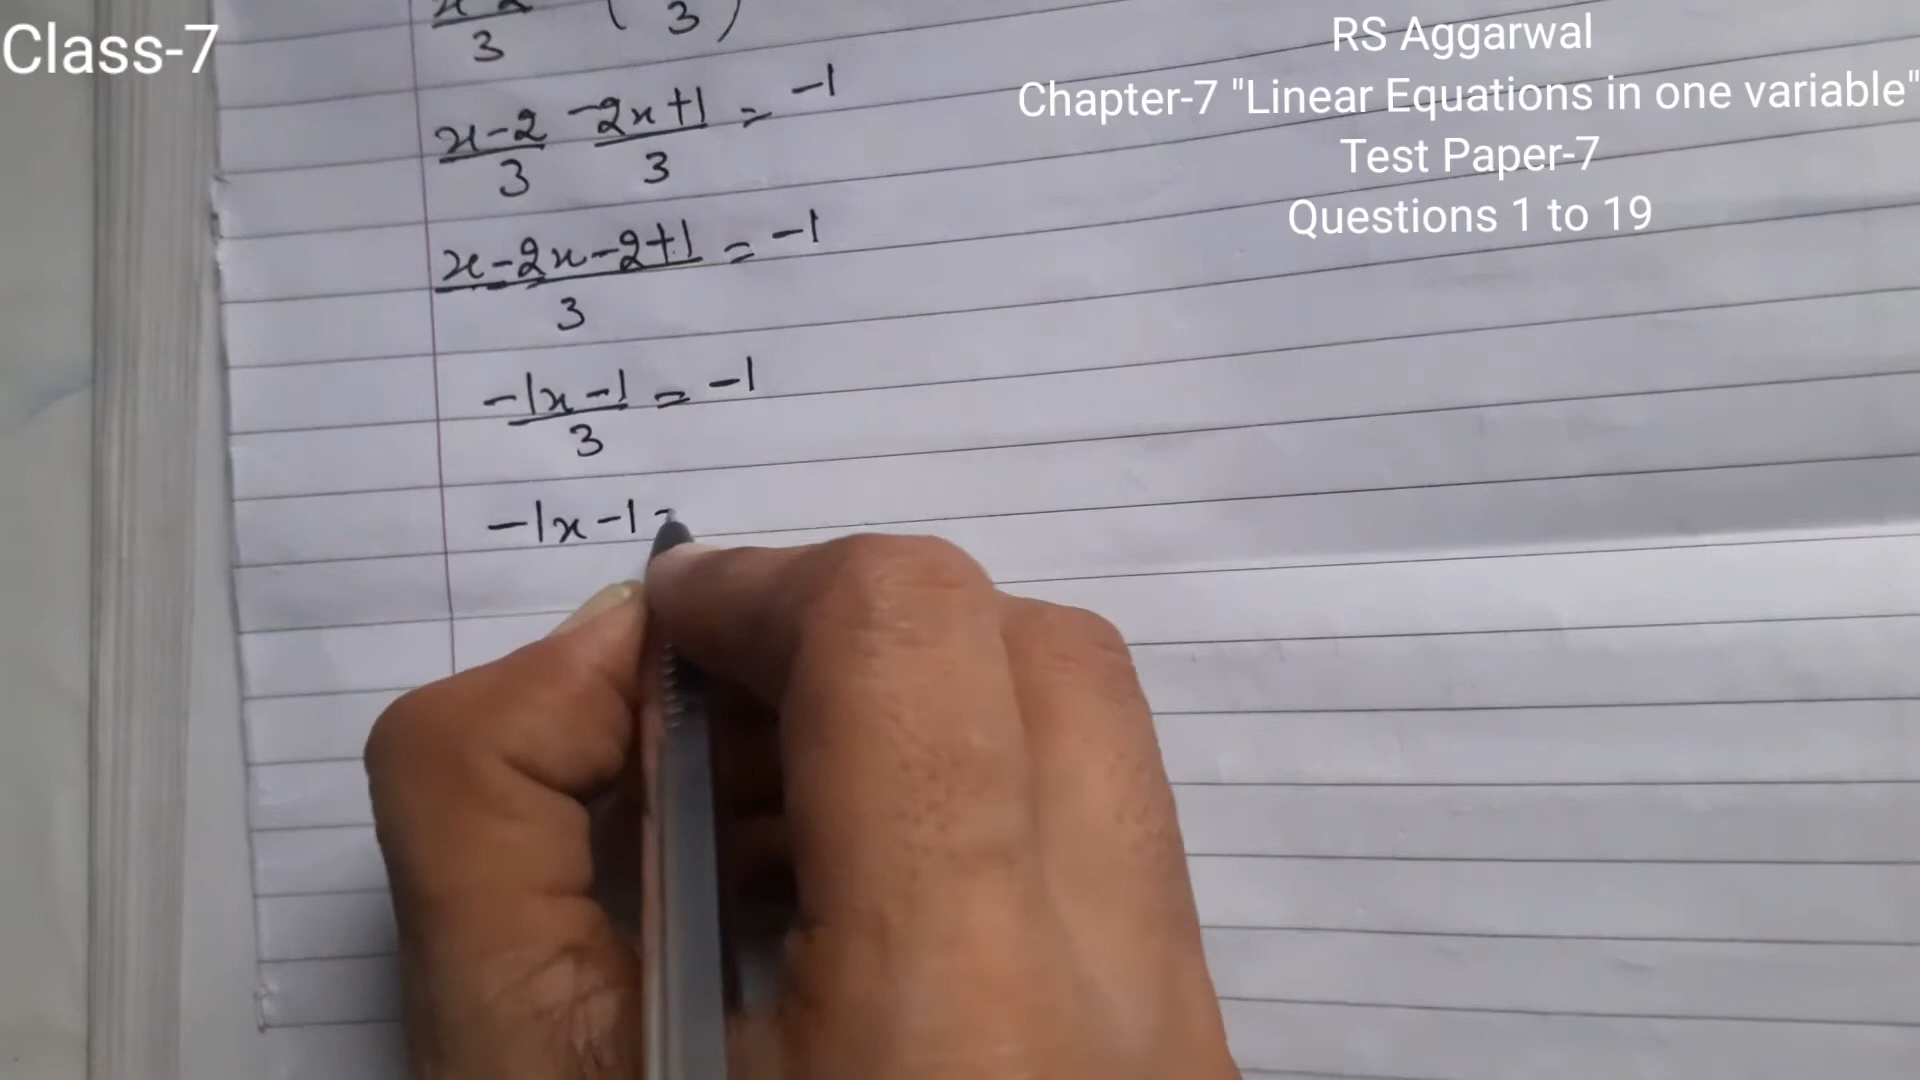 Class-7
RS Aggarwal
Chapter-7 "Linear Equations in one variable"
Test Paper-7
Questions 1 to 19
3 ( 3 )
x-2 -2x+1 = -1
3 3
x-2x-2+1 = -1
3
-1x-1 = -1
3
-1x-1